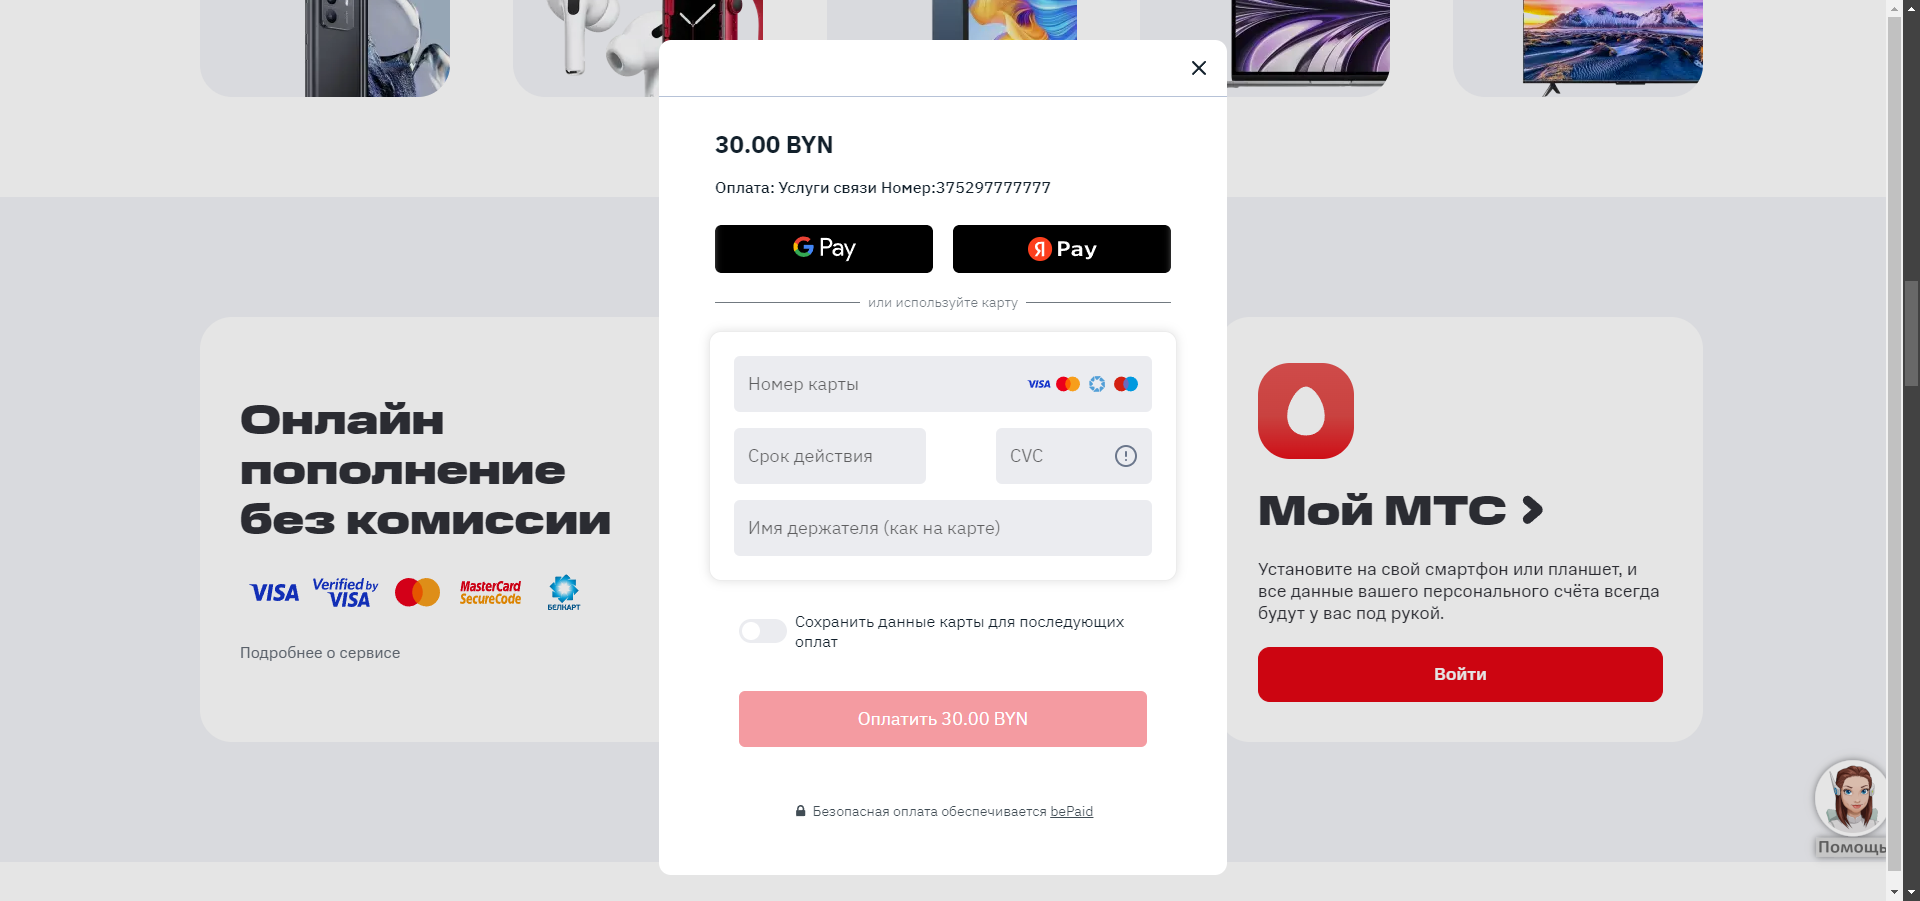 30.00 BYN
Оплата: Услуги связи Номер:375297777777
G Pay
Я Pay
или используйте карту
Номер карты
VISA
Срок действия
CVC
Имя держателя (как на карте)
Сохранить данные карты для последующих
оплат
Оплатить 30.00 BYN
Безопасная оплата обеспечивается bePaid
Онлайн
пополнение
без комиссии
VISA
Verified by
VISA
MasterCard
SecureCode
БЕЛКАРТ
Подробнее о сервисе
Мой МТС >
Установите на свой смартфон или планшет, и
все данные вашего персонального счёта всегда
будут у вас под рукой.
Войти
Помощь